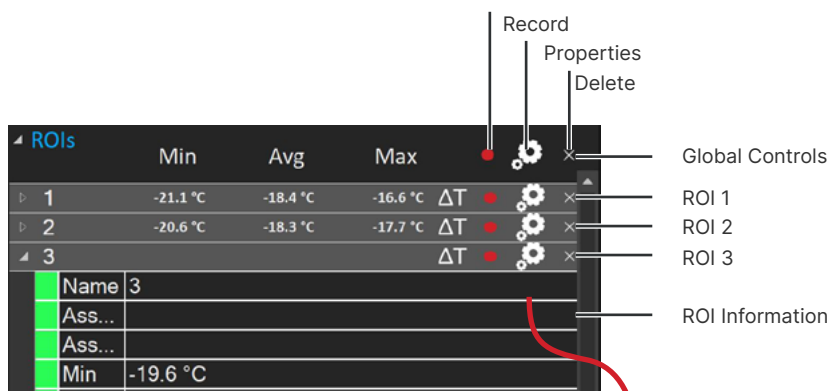 Record
Properties
Delete
ROIs
Min Avg Max
Global Controls
1 -21.1 °C -18.4 °C -16.6 °C ΔT
ROI 1
2 -20.6 °C -18.3 °C -17.7 °C ΔT
ROI 2
3 ΔT
ROI 3
Name 3
Ass...
ROI Information
Ass...
Min -19.6 °C